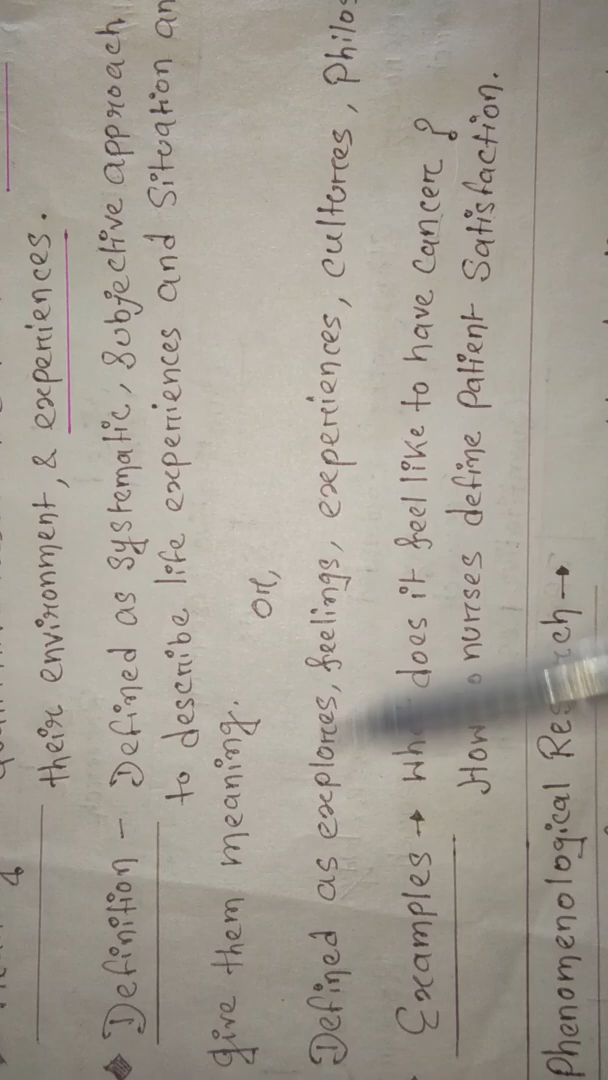 their environment, & experiences.
Definition - Defined as systematic, subjective approach
to describe life experiences and situation an
give them meaning.
or,
Defined as explores, feelings, experiences, cultures, Philos
Examples → does it feel like to have cancer?
How nurses define patient satisfaction.
Phenomenological →